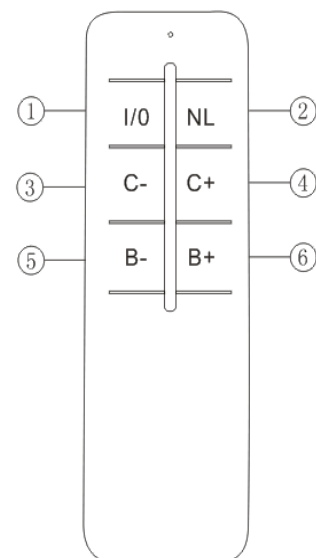 ① I/0 NL ②
③ C- C+ ④
⑤ B- B+ ⑥